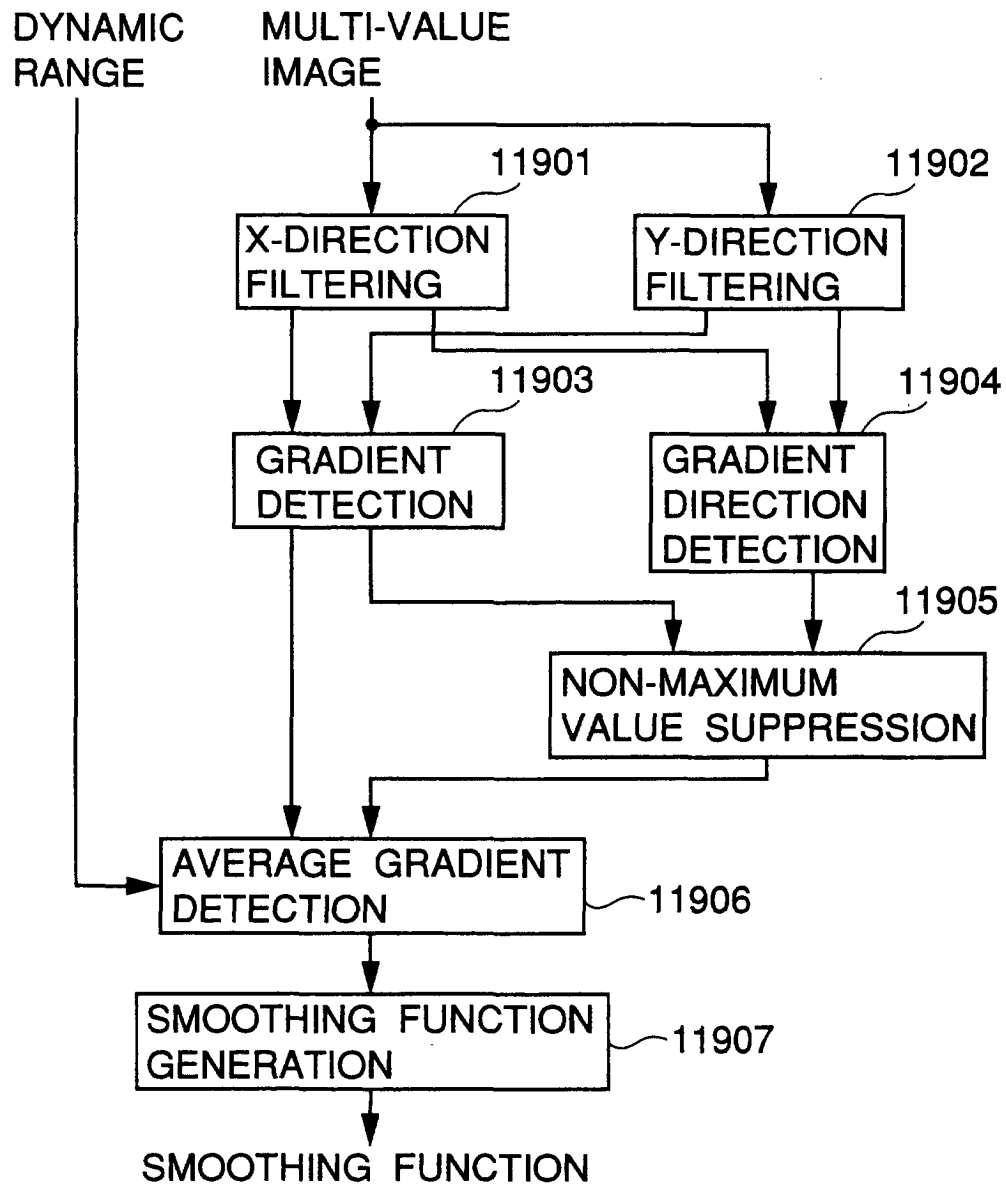 DYNAMIC
RANGE
MULTI-VALUE
IMAGE
11901
11902
X-DIRECTION
FILTERING
Y-DIRECTION
FILTERING
11903
11904
GRADIENT
DETECTION
GRADIENT
DIRECTION
DETECTION
11905
NON-MAXIMUM
VALUE SUPPRESSION
AVERAGE GRADIENT
DETECTION
11906
SMOOTHING FUNCTION
GENERATION
11907
SMOOTHING FUNCTION